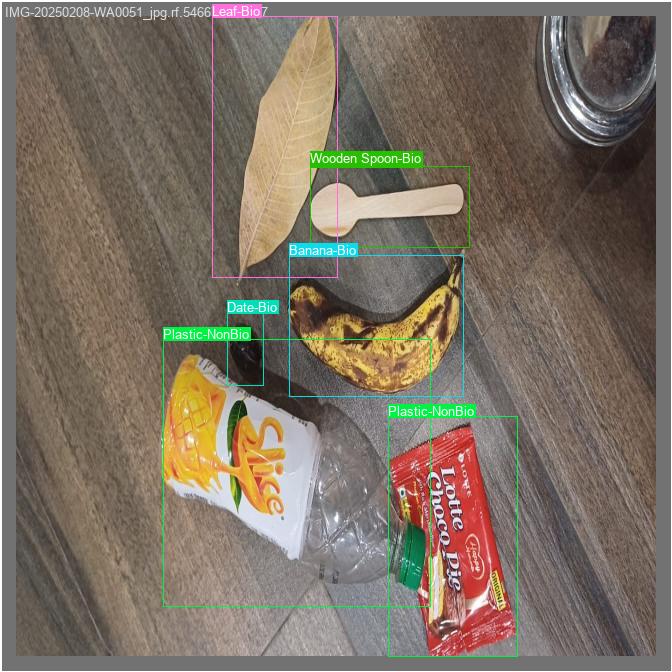 IMG-20250208-WA0051_jpg.rf.5466
Leaf-Bio
7
Wooden Spoon-Bio
Banana-Bio
Date-Bio
Plastic-NonBio
Plastic-NonBio
Slice
LOTTE
Lotte
Choco Pie